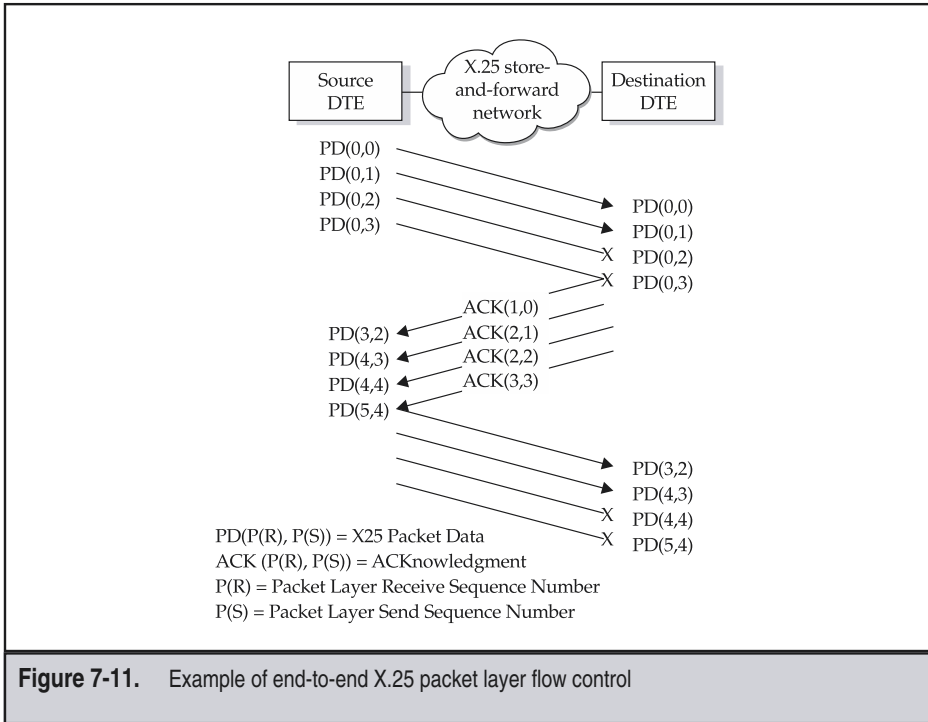 Source
DTE
X.25 store-
and-forward
network
Destination
DTE
PD(0,0)
PD(0,1)
PD(0,2)
PD(0,3)
PD(0,0)
PD(0,1)
X PD(0,2)
X PD(0,3)
ACK(1,0)
ACK(2,1)
ACK(2,2)
ACK(3,3)
PD(3,2)
PD(4,3)
PD(4,4)
PD(5,4)
PD(3,2)
PD(4,3)
X PD(4,4)
X PD(5,4)
PD(P(R), P(S)) = X25 Packet Data
ACK (P(R), P(S)) = ACKnowledgment
P(R) = Packet Layer Receive Sequence Number
P(S) = Packet Layer Send Sequence Number
Figure 7-11. Example of end-to-end X.25 packet layer flow control